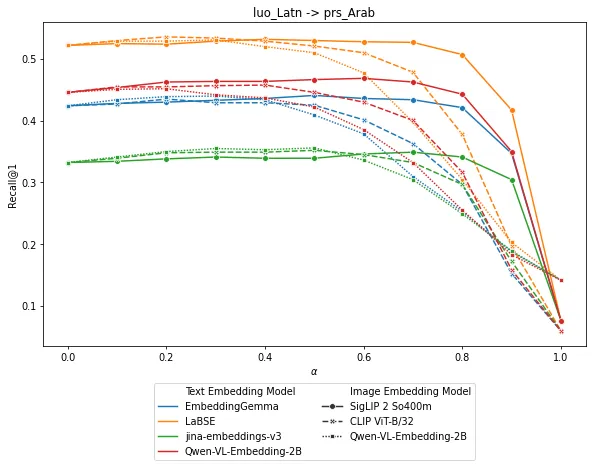 luo_Latn -> prs_Arab
Recall@1
0.5
0.4
0.3
0.2
0.1
0.0 0.2 0.4 0.6 0.8 1.0
α
Text Embedding Model Image Embedding Model
EmbeddingGemma SigLIP 2 So400m
LaBSE CLIP ViT-B/32
jina-embeddings-v3 Qwen-VL-Embedding-2B
Qwen-VL-Embedding-2B